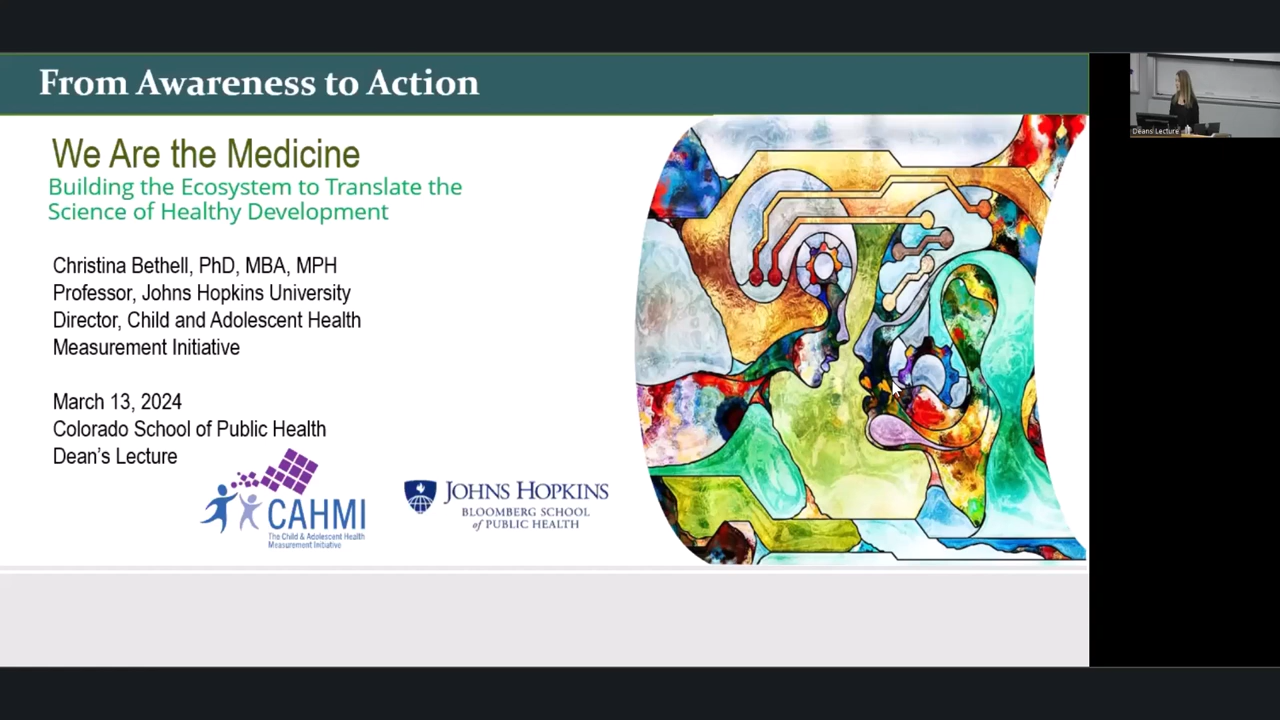 From Awareness to Action
We Are the Medicine
Building the Ecosystem to Translate the
Science of Healthy Development
Christina Bethell, PhD, MBA, MPH
Professor, Johns Hopkins University
Director, Child and Adolescent Health
Measurement Initiative
March 13, 2024
Colorado School of Public Health
Dean's Lecture
CAHMI
The Child & Adolescent Health
Measurement Initiative
JOHNS HOPKINS
BLOOMBERG SCHOOL
of PUBLIC HEALTH
Deans Lecture